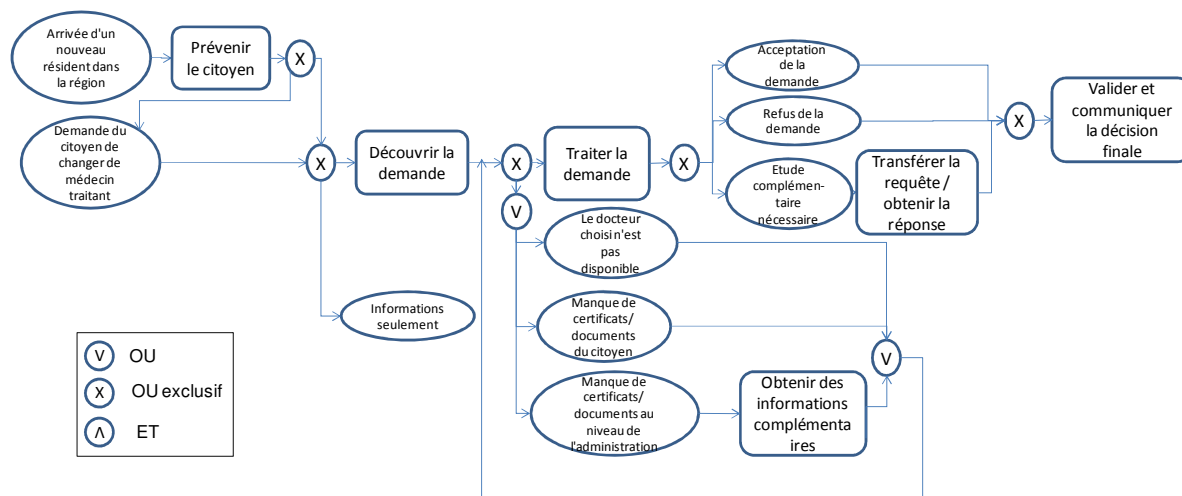 Arrivée d'un
nouveau
résident dans
la région
Prévenir
le citoyen
X
Demande du
citoyen de
changer de
médecin
traitant
X
Découvrir la
demande
X
Traiter la
demande
X
Acceptation
de la
demande
Refus de la
demande
Etude
complémen-
taire
nécessaire
Transférer la
requête /
obtenir la
réponse
X
Valider et
communiquer
la décision
finale
V
Le docteur
choisi n'est
pas
disponible
Informations
seulement
Manque de
certificats/
documents
du citoyen
V
Manque de
certificats/
documents au
niveau de
l'administration
Obtenir des
informations
complémenta
ires
V OU
X OU exclusif
Λ ET